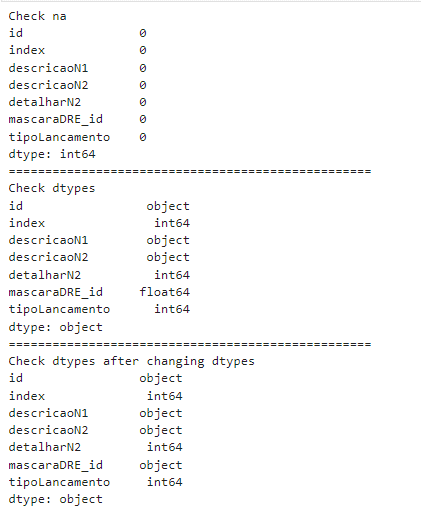 Check na
id                0
index             0
descricaoN1       0
descricaoN2       0
detalharN2        0
mascaraDRE_id     0
tipoLancamento    0
dtype: int64
==================================================
Check dtypes
id                 object
index               int64
descricaoN1        object
descricaoN2        object
detalharN2          int64
mascaraDRE_id     float64
tipoLancamento      int64
dtype: object
==================================================
Check dtypes after changing dtypes
id                object
index              int64
descricaoN1       object
descricaoN2       object
detalharN2         int64
mascaraDRE_id     object
tipoLancamento     int64
dtype: object